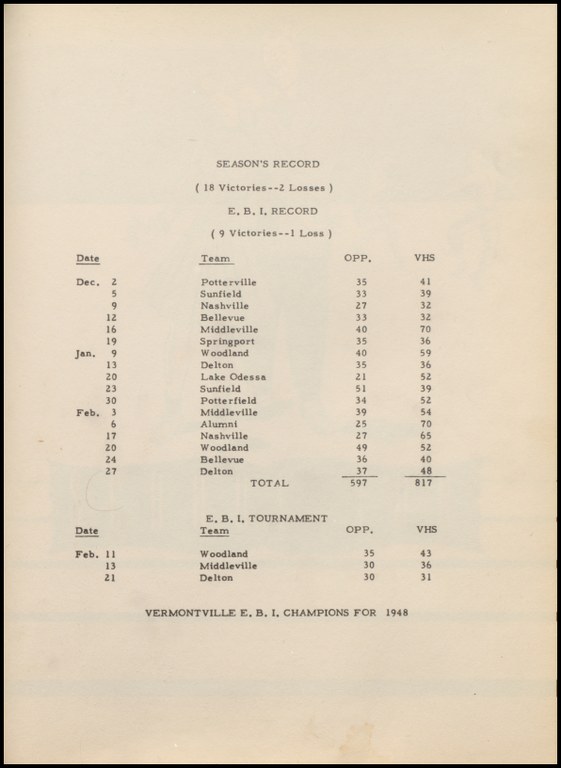 SEASON'S RECORD
( 18 Victories--2 Losses )
E. B. I. RECORD
( 9 Victories--1 Loss )
Date Team OPP. VHS
Dec. 2 Potterville 35 41
5 Sunfield 33 39
9 Nashville 27 32
12 Bellevue 33 32
16 Middleville 40 70
19 Springport 35 36
Jan. 9 Woodland 40 59
13 Delton 35 36
20 Lake Odessa 21 52
23 Sunfield 51 39
30 Potterfield 34 52
Feb. 3 Middleville 39 54
6 Alumni 25 70
17 Nashville 27 65
20 Woodland 49 52
24 Bellevue 36 40
27 Delton 37 48
TOTAL 597 817
E. B. I. TOURNAMENT
Date Team OPP. VHS
Feb. 11 Woodland 35 43
13 Middleville 30 36
21 Delton 30 31
VERMONTVILLE E. B. I. CHAMPIONS FOR 1948